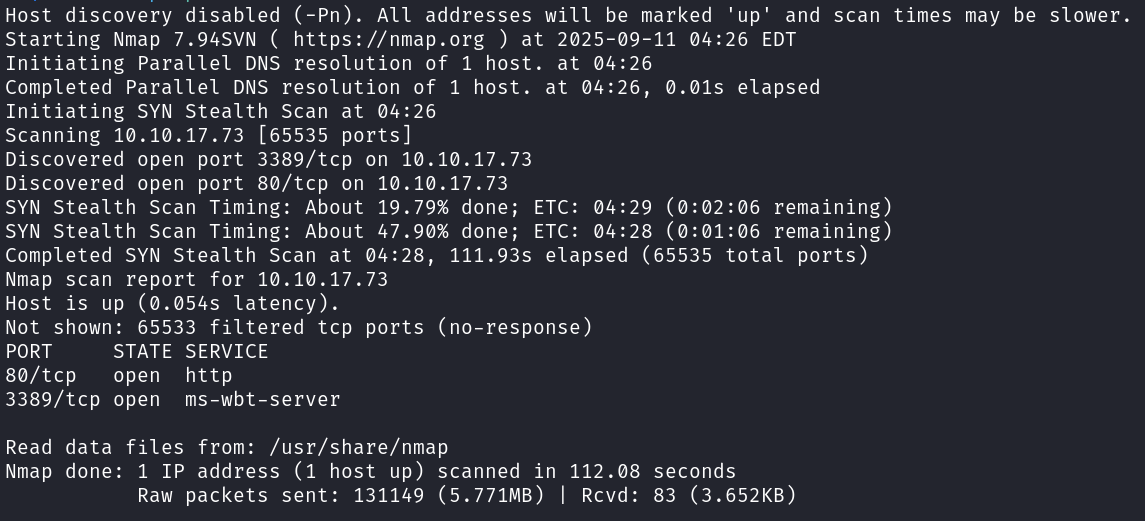 Host discovery disabled (-Pn). All addresses will be marked 'up' and scan times may be slower.
Starting Nmap 7.94SVN ( https://nmap.org ) at 2025-09-11 04:26 EDT
Initiating Parallel DNS resolution of 1 host. at 04:26
Completed Parallel DNS resolution of 1 host. at 04:26, 0.01s elapsed
Initiating SYN Stealth Scan at 04:26
Scanning 10.10.17.73 [65535 ports]
Discovered open port 3389/tcp on 10.10.17.73
Discovered open port 80/tcp on 10.10.17.73
SYN Stealth Scan Timing: About 19.79% done; ETC: 04:29 (0:02:06 remaining)
SYN Stealth Scan Timing: About 47.90% done; ETC: 04:28 (0:01:06 remaining)
Completed SYN Stealth Scan at 04:28, 111.93s elapsed (65535 total ports)
Nmap scan report for 10.10.17.73
Host is up (0.054s latency).
Not shown: 65533 filtered tcp ports (no-response)
PORT     STATE SERVICE
80/tcp   open  http
3389/tcp open  ms-wbt-server

Read data files from: /usr/share/nmap
Nmap done: 1 IP address (1 host up) scanned in 112.08 seconds
           Raw packets sent: 131149 (5.771MB) | Rcvd: 83 (3.652KB)